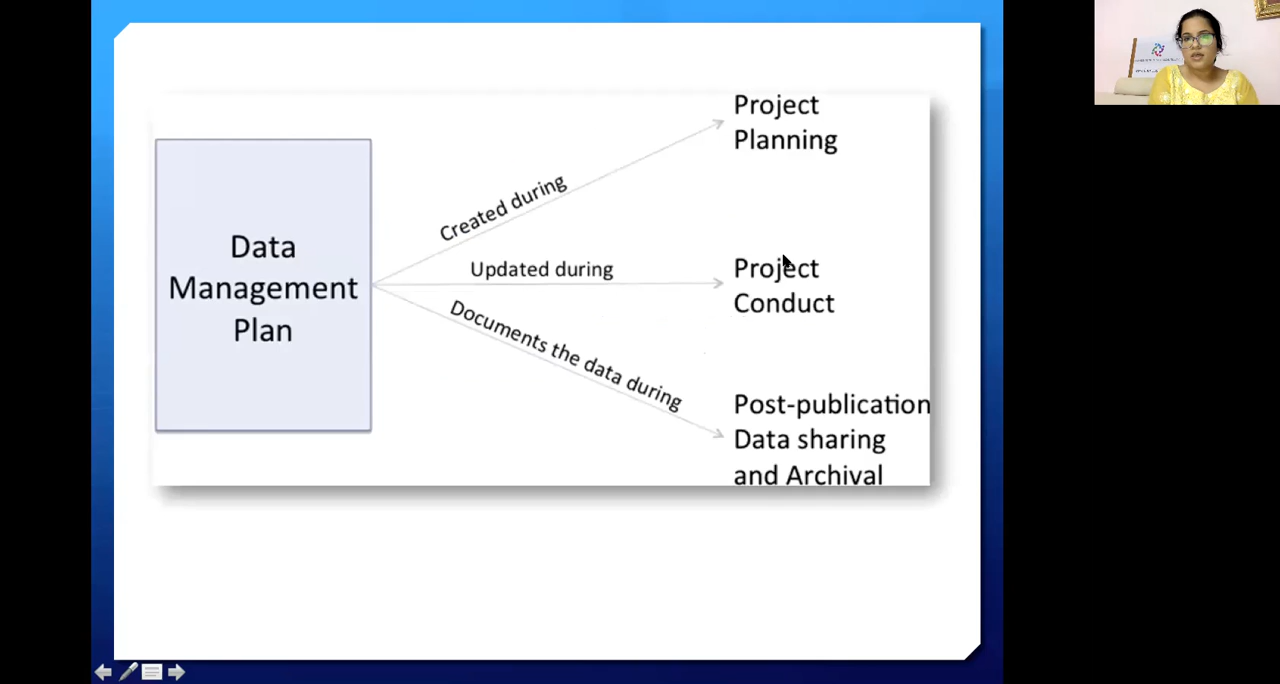 Project
Planning
Created during
Data
Management
Plan
Updated during
Project
Conduct
Documents the data during
Post-publication
Data sharing
and Archival